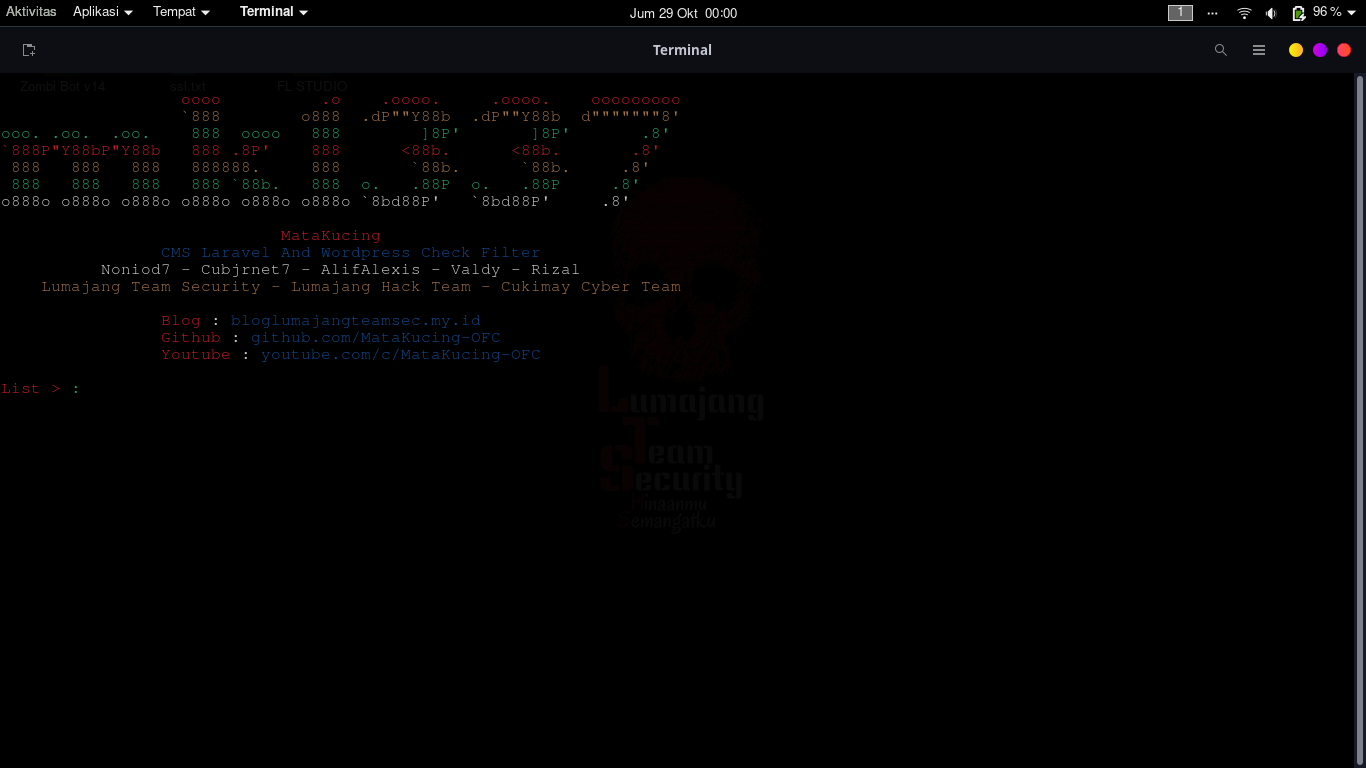 Aktivitas Aplikasi Tempat Terminal Jum 29 Okt 00:00 1 96 %
Terminal
Zombi Bot v14 ssl.txt FL STUDIO
                  oooo          .o    .oooo.     .oooo.    ooooooooo
                  `888        o888  .dP""Y88b  .dP""Y88b  d"""""""8'
ooo. .oo.  .oo.    888  oooo   888        ]8P'       ]8P'       .8'
`888P"Y88bP"Y88b   888 .8P'    888      <88b.      <88b.       .8'
 888   888   888   888888.     888       `88b.      `88b.     .8'
 888   888   888   888 `88b.   888  o.   .88P  o.   .88P     .8'
o888o o888o o888o o888o o888o o888o `8bd88P'   `8bd88P'     .8'
MataKucing
CMS Laravel And Wordpress Check Filter
Noniod7 - Cubjrnet7 - AlifAlexis - Valdy - Rizal
Lumajang Team Security - Lumajang Hack Team - Cukimay Cyber Team
Blog : bloglumajangteamsec.my.id
Github : github.com/MataKucing-OFC
Youtube : youtube.com/c/MataKucing-OFC
List > :
Lumajang
Team
Security
Hinaanmu
Semangatku